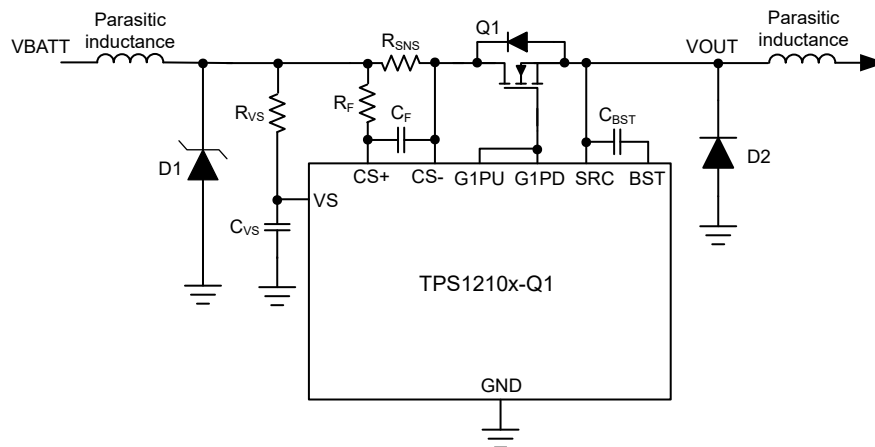 Parasitic
inductance
VBATT
RSNS
Q1
VOUT
Parasitic
inductance
RVS
RF
CF
CBST
D1
D2
CS+
CS-
G1PU
G1PD
SRC
BST
VS
CVS
TPS1210x-Q1
GND